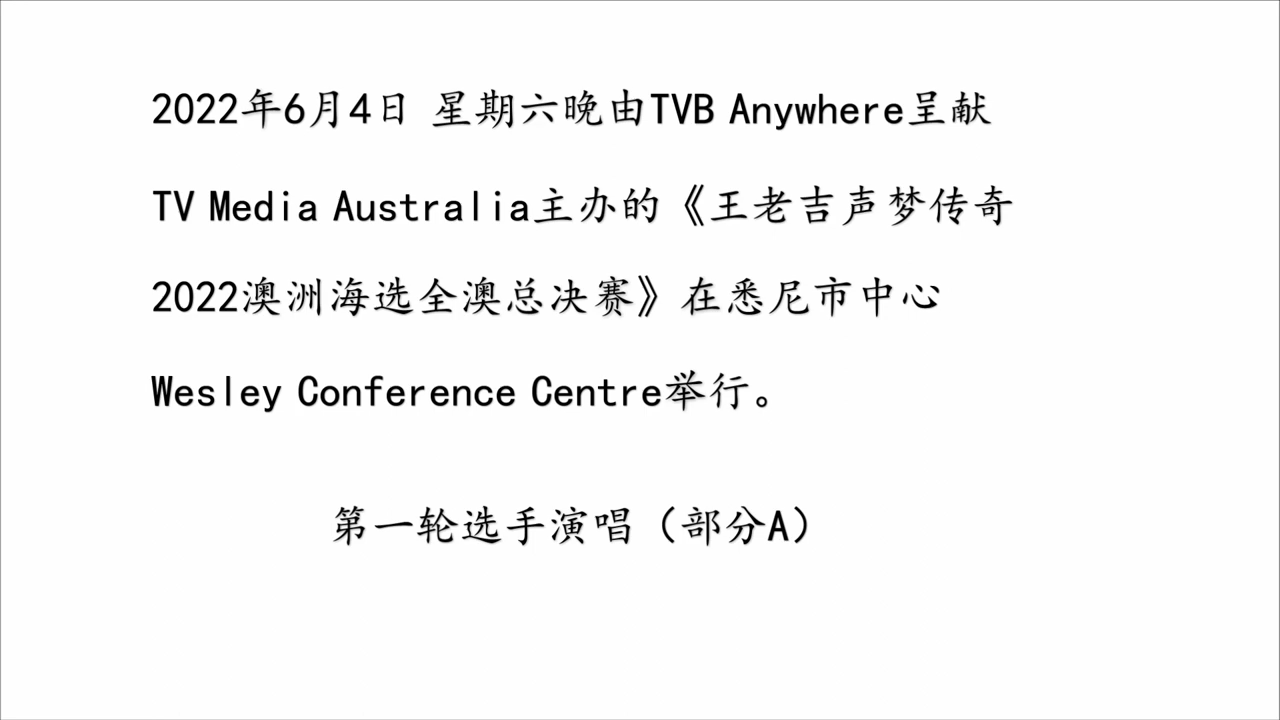 2022年6月4日 星期六晚由TVB Anywhere呈献
TV Media Australia主办的《王老吉声梦传奇
2022澳洲海选全澳总决赛》在悉尼市中心
Wesley Conference Centre举行。
第一轮选手演唱（部分A）